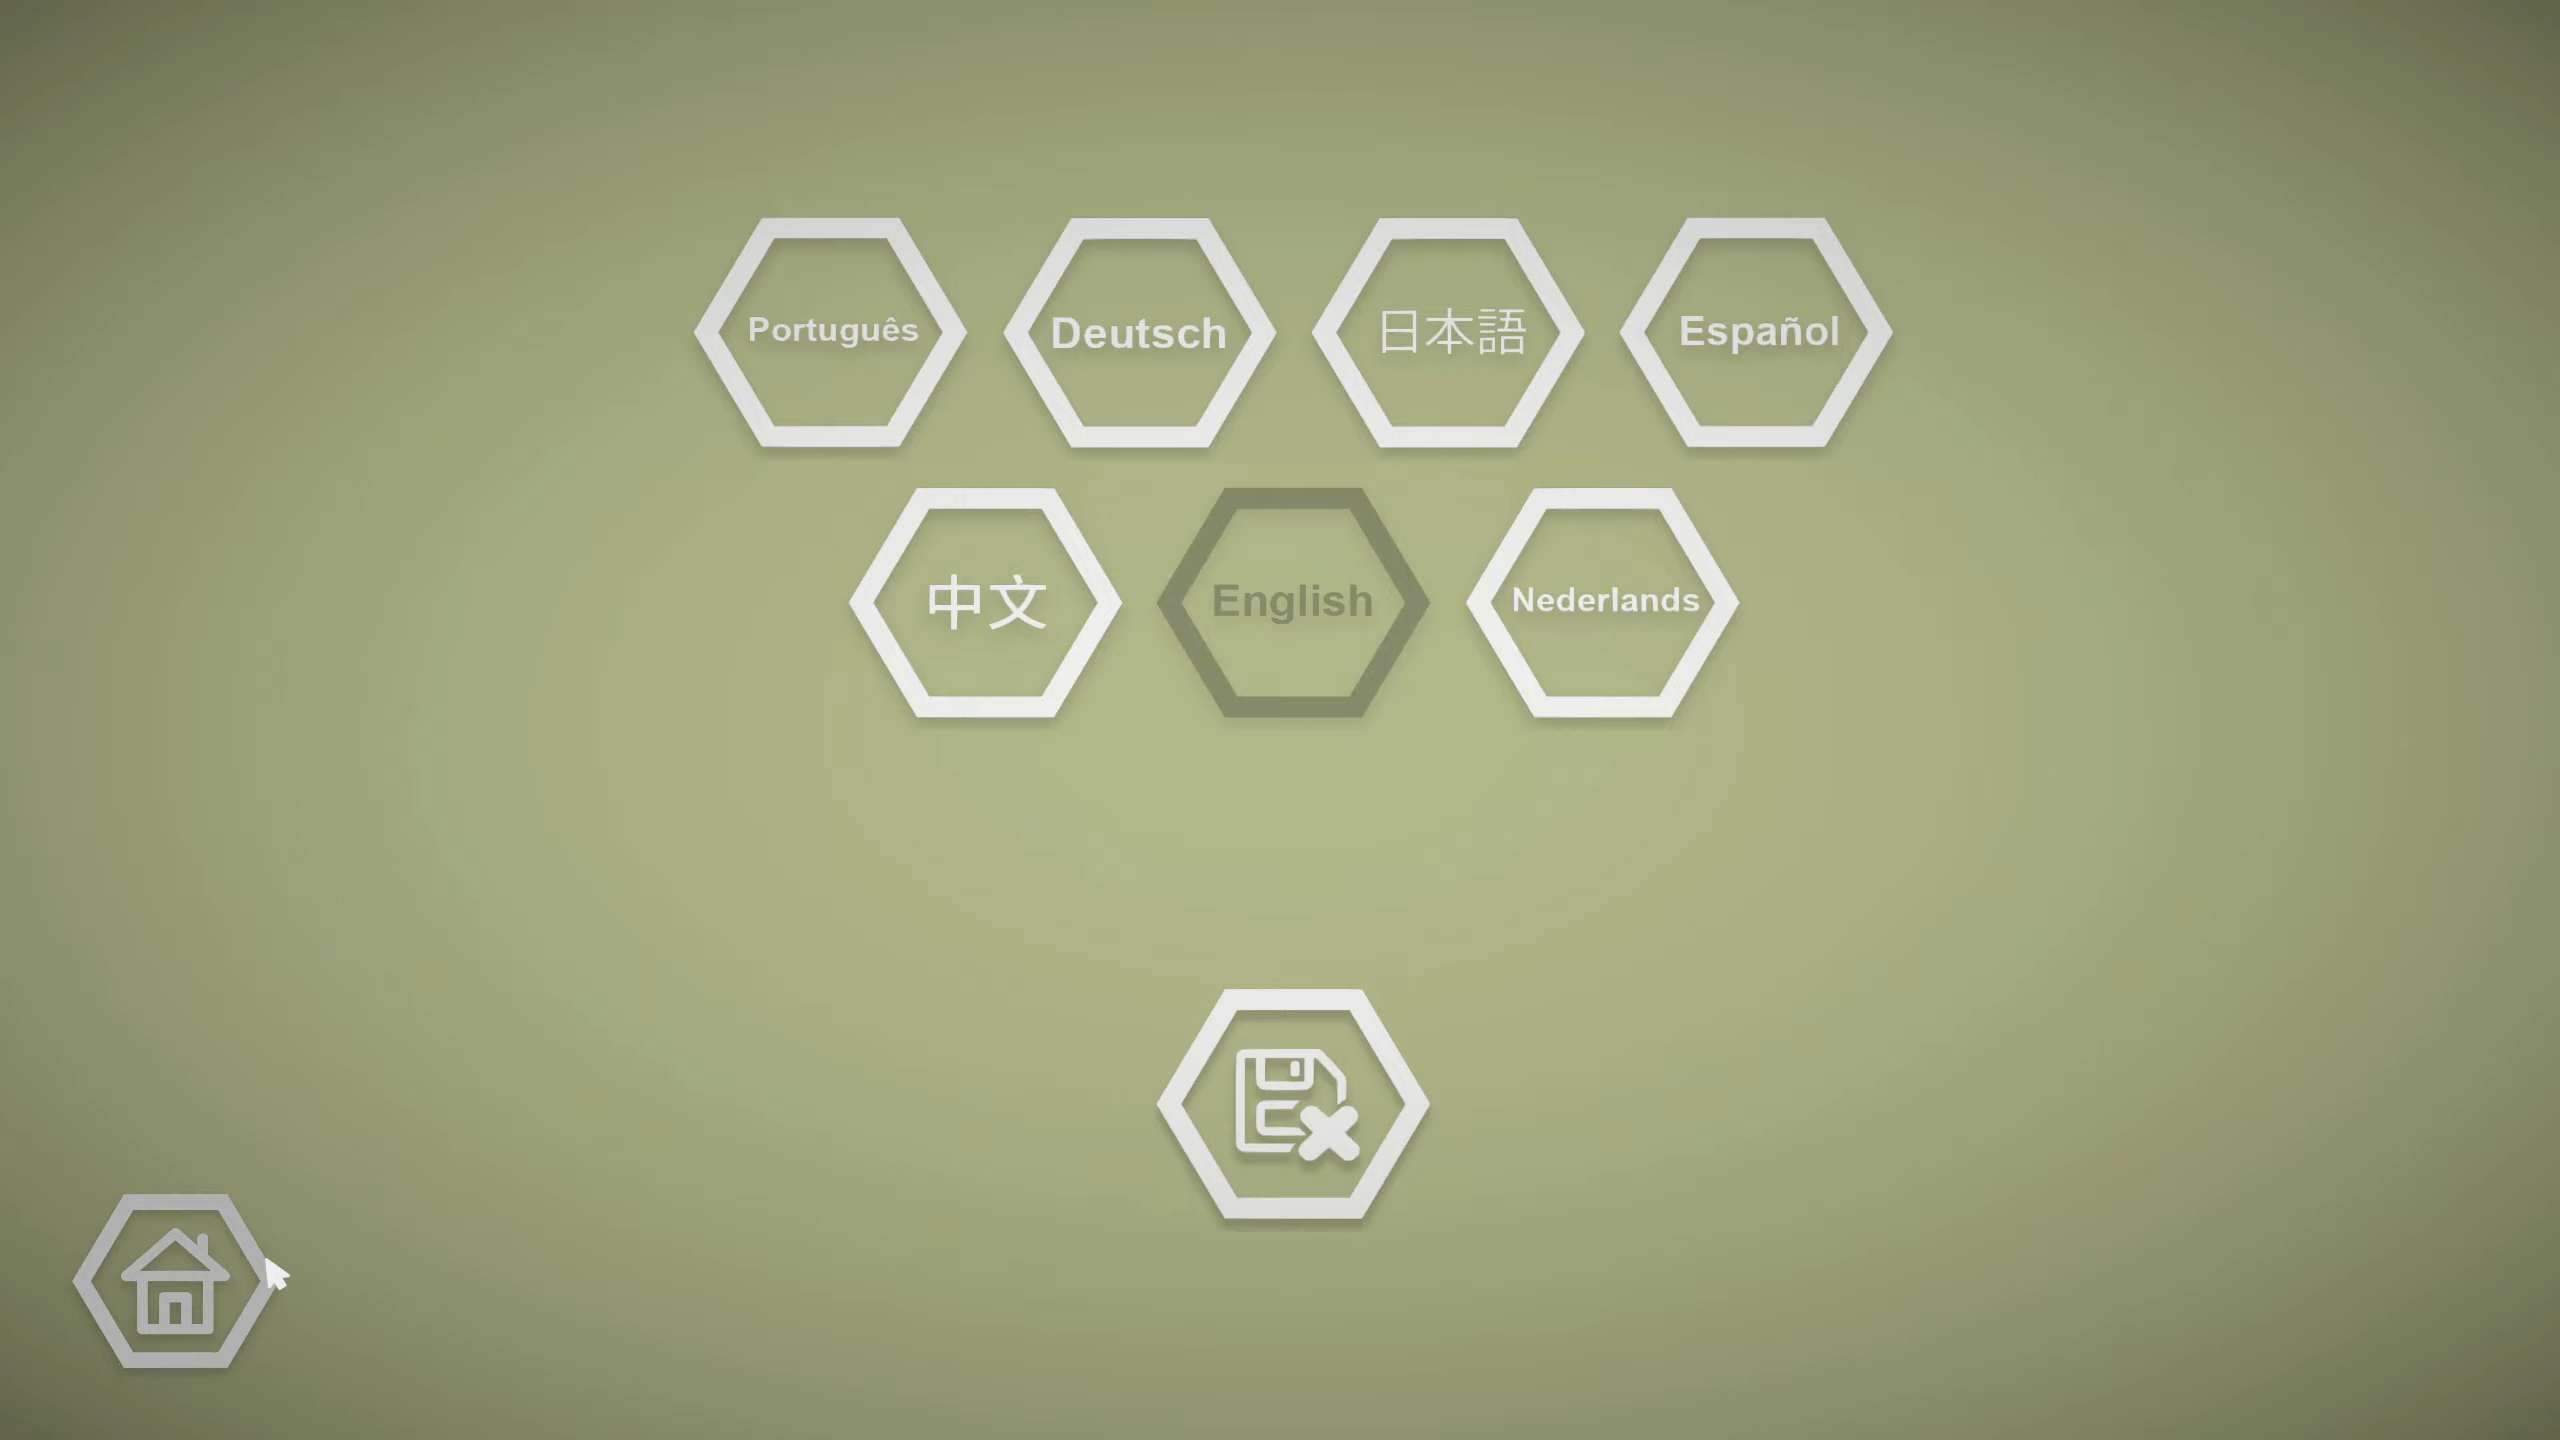 Português
Deutsch
日本語
Español
中文
English
Nederlands